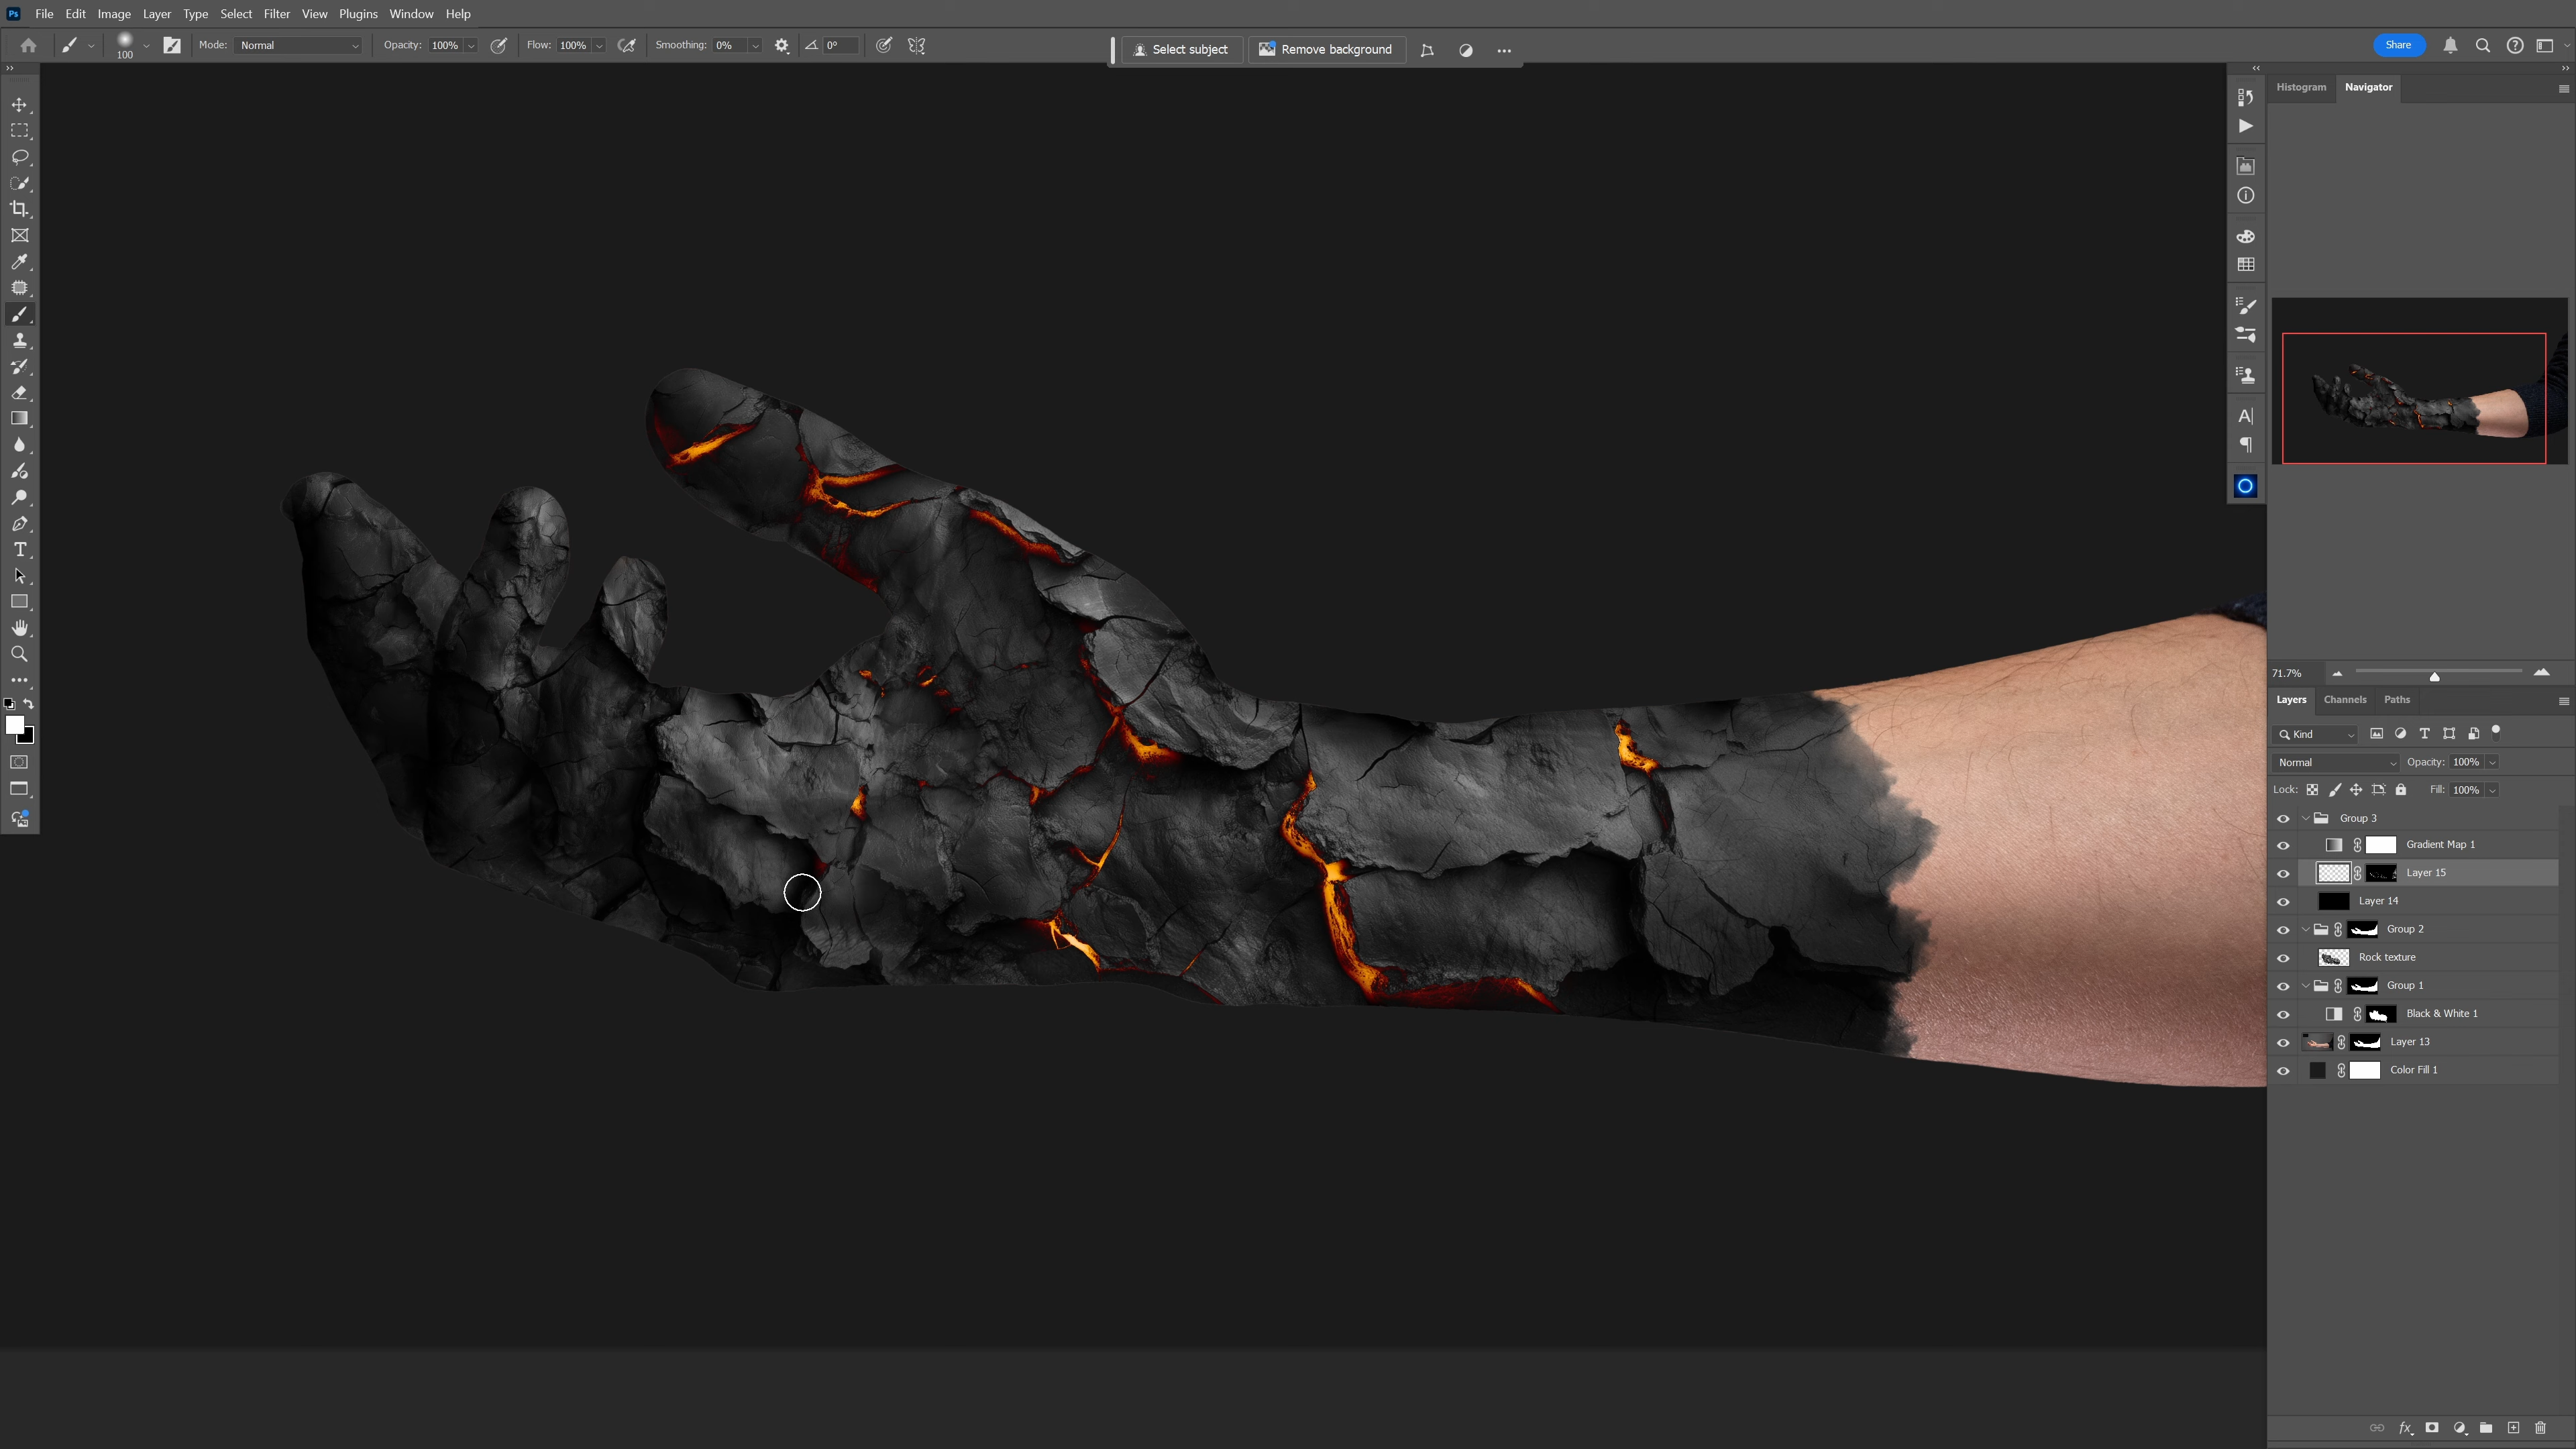 Ps File Edit Image Layer Type Select Filter View Plugins Window Help
100 Mode: Normal Opacity: 100% Flow: 100% Smoothing: 0% 0° Select subject Remove background Share
Histogram Navigator
71.7%
Layers Channels Paths
Kind
Normal Opacity: 100%
Lock: Fill: 100%
Group 3
Gradient Map 1
Layer 15
Layer 14
Group 2
Rock texture
Group 1
Black & White 1
Layer 13
Color Fill 1
fx